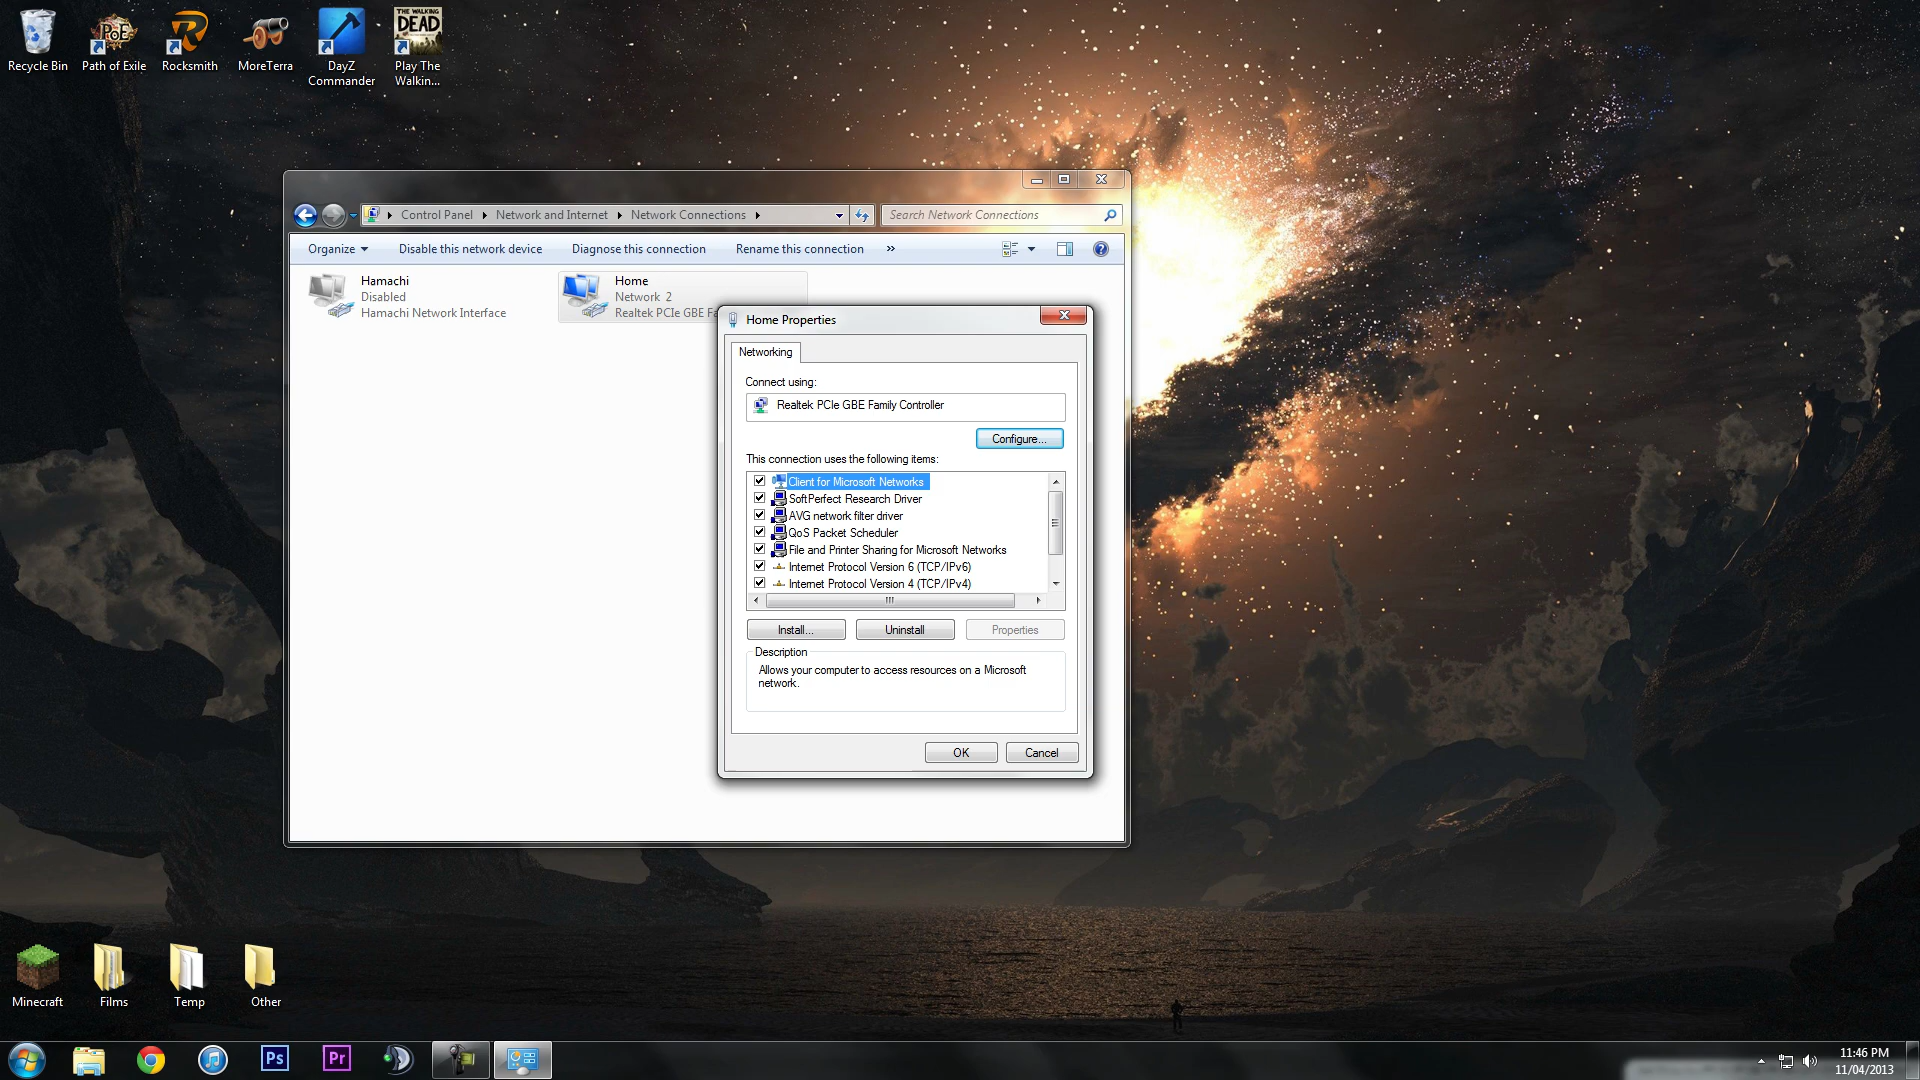 Recycle Bin
Path of Exile
Rocksmith
MoreTerra
DayZ
Commander
THE WALKING
DEAD
Play The
Walkin...
Control Panel
Network and Internet
Network Connections
Search Network Connections
Organize
Disable this network device
Diagnose this connection
Rename this connection
»
Hamachi
Disabled
Hamachi Network Interface
Home
Network 2
Realtek PCIe GBE Fa
Home Properties
Networking
Connect using:
Realtek PCIe GBE Family Controller
Configure...
This connection uses the following items:
Client for Microsoft Networks
SoftPerfect Research Driver
AVG network filter driver
QoS Packet Scheduler
File and Printer Sharing for Microsoft Networks
Internet Protocol Version 6 (TCP/IPv6)
Internet Protocol Version 4 (TCP/IPv4)
Install...
Uninstall
Properties
Description
Allows your computer to access resources on a Microsoft
network.
OK
Cancel
Minecraft
Films
Temp
Other
Ps
Pr
11:46 PM
11/04/2013